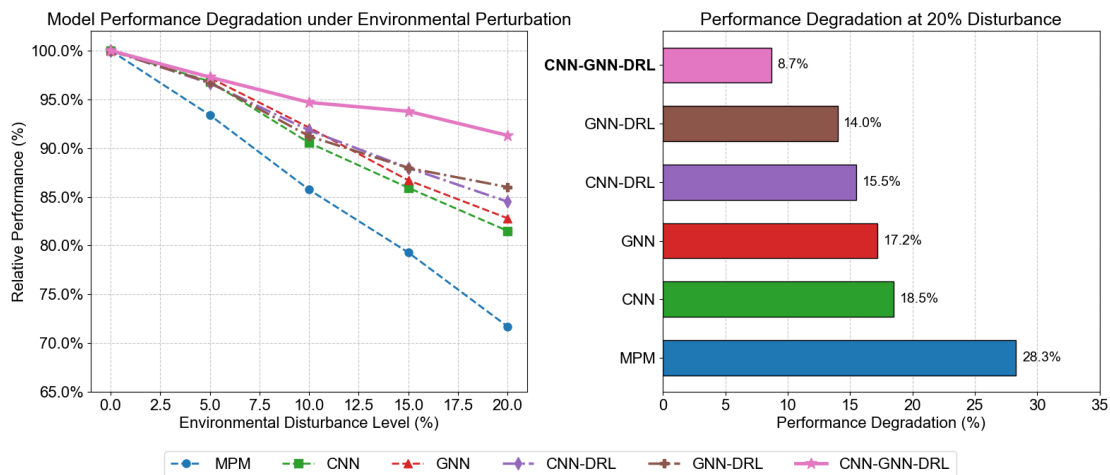 Model Performance Degradation under Environmental Perturbation
Relative Performance (%)
100.0%
95.0%
90.0%
85.0%
80.0%
75.0%
70.0%
65.0%
0.0 2.5 5.0 7.5 10.0 12.5 15.0 17.5 20.0
Environmental Disturbance Level (%)
Performance Degradation at 20% Disturbance
CNN-GNN-DRL 8.7%
GNN-DRL 14.0%
CNN-DRL 15.5%
GNN 17.2%
CNN 18.5%
MPM 28.3%
0 5 10 15 20 25 30 35
Performance Degradation (%)
MPM CNN GNN CNN-DRL GNN-DRL CNN-GNN-DRL